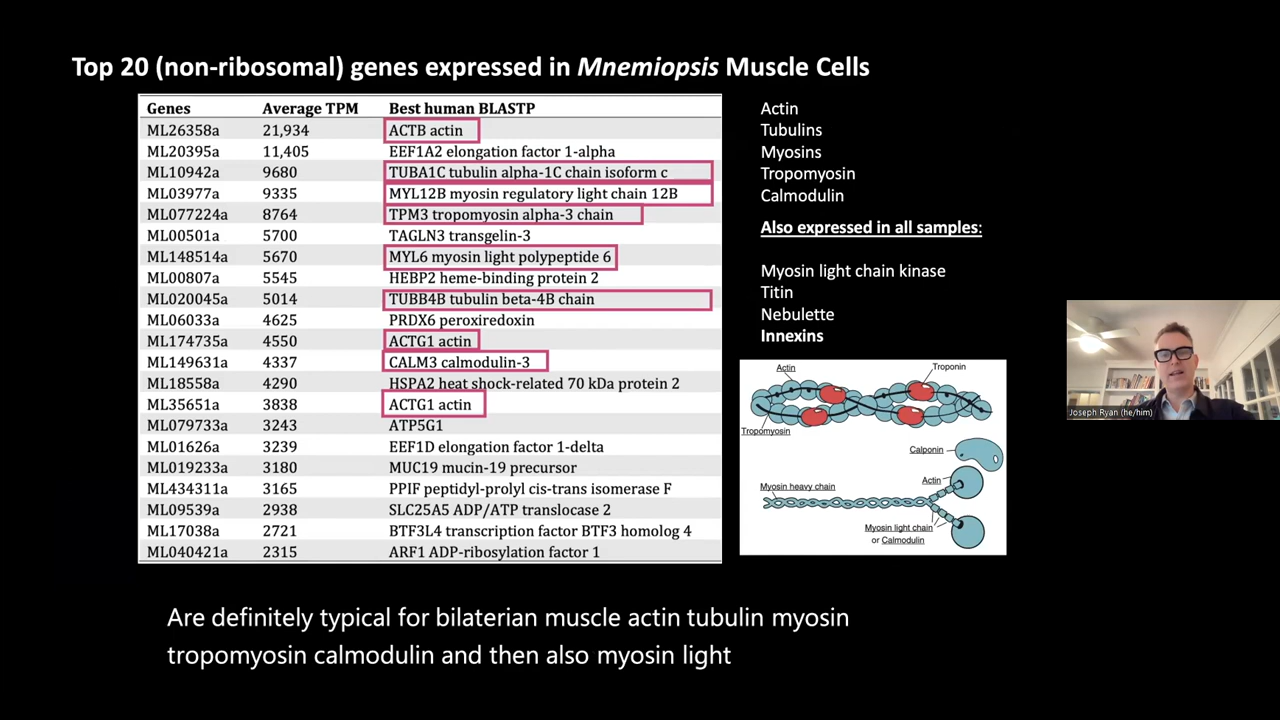 Top 20 (non-ribosomal) genes expressed in Mnemiopsis Muscle Cells
Genes Average TPM Best human BLASTP
ML26358a 21,934 ACTB actin
ML20395a 11,405 EEF1A2 elongation factor 1-alpha
ML10942a 9680 TUBA1C tubulin alpha-1C chain isoform c
ML03977a 9335 MYL12B myosin regulatory light chain 12B
ML077224a 8764 TPM3 tropomyosin alpha-3 chain
ML00501a 5700 TAGLN3 transgelin-3
ML148514a 5670 MYL6 myosin light polypeptide 6
ML00807a 5545 HEBP2 heme-binding protein 2
ML020045a 5014 TUBB4B tubulin beta-4B chain
ML06033a 4625 PRDX6 peroxiredoxin
ML174735a 4550 ACTG1 actin
ML149631a 4337 CALM3 calmodulin-3
ML18558a 4290 HSPA2 heat shock-related 70 kDa protein 2
ML35651a 3838 ACTG1 actin
ML079733a 3243 ATP5G1
ML01626a 3239 EEF1D elongation factor 1-delta
ML019233a 3180 MUC19 mucin-19 precursor
ML434311a 3165 PPIF peptidyl-prolyl cis-trans isomerase F
ML09539a 2938 SLC25A5 ADP/ATP translocase 2
ML17038a 2721 BTF3L4 transcription factor BTF3 homolog 4
ML040421a 2315 ARF1 ADP-ribosylation factor 1
Actin
Tubulins
Myosins
Tropomyosin
Calmodulin
Also expressed in all samples:
Myosin light chain kinase
Titin
Nebulette
Innexins
Actin
Troponin
Tropomyosin
Calponin
Actin
Myosin heavy chain
Myosin light chain
or Calmodulin
Joseph Ryan (he/him)
Are definitely typical for bilaterian muscle actin tubulin myosin
tropomyosin calmodulin and then also myosin light